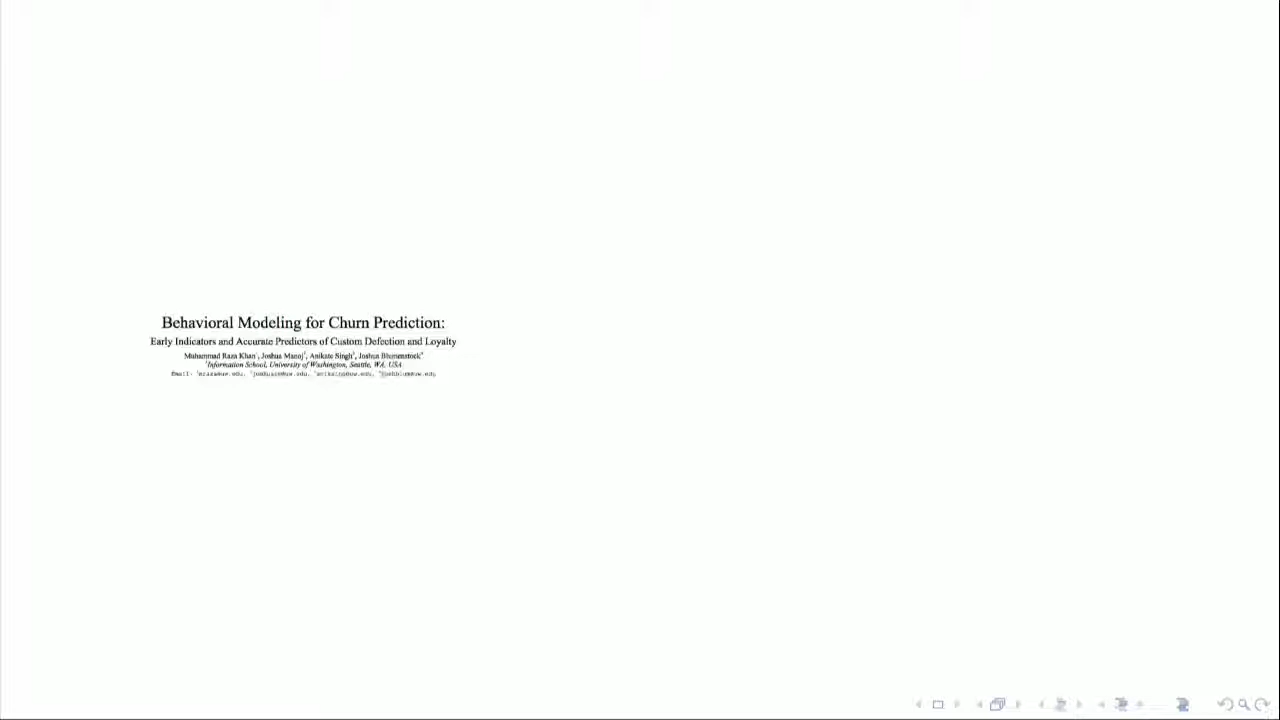 Behavioral Modeling for Churn Prediction:
Early Indicators and Accurate Predictors of Custom Defection and Loyalty
Muhammad Raza Khan, Joshua Manoj, Anikate Singh, Joshua Blumenstock
Information School, University of Washington, Seattle, WA, USA
Email: